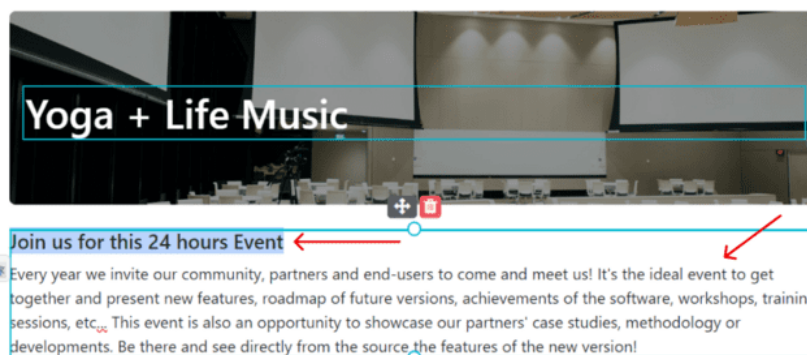 Yoga + Life Music
Join us for this 24 hours Event
Every year we invite our community, partners and end-users to come and meet us! It's the ideal event to get
together and present new features, roadmap of future versions, achievements of the software, workshops,
sessions, etc... This event is also an opportunity to showcase our partners' case studies, methodology or
developments. Be there and see directly from the source the features of the new version!